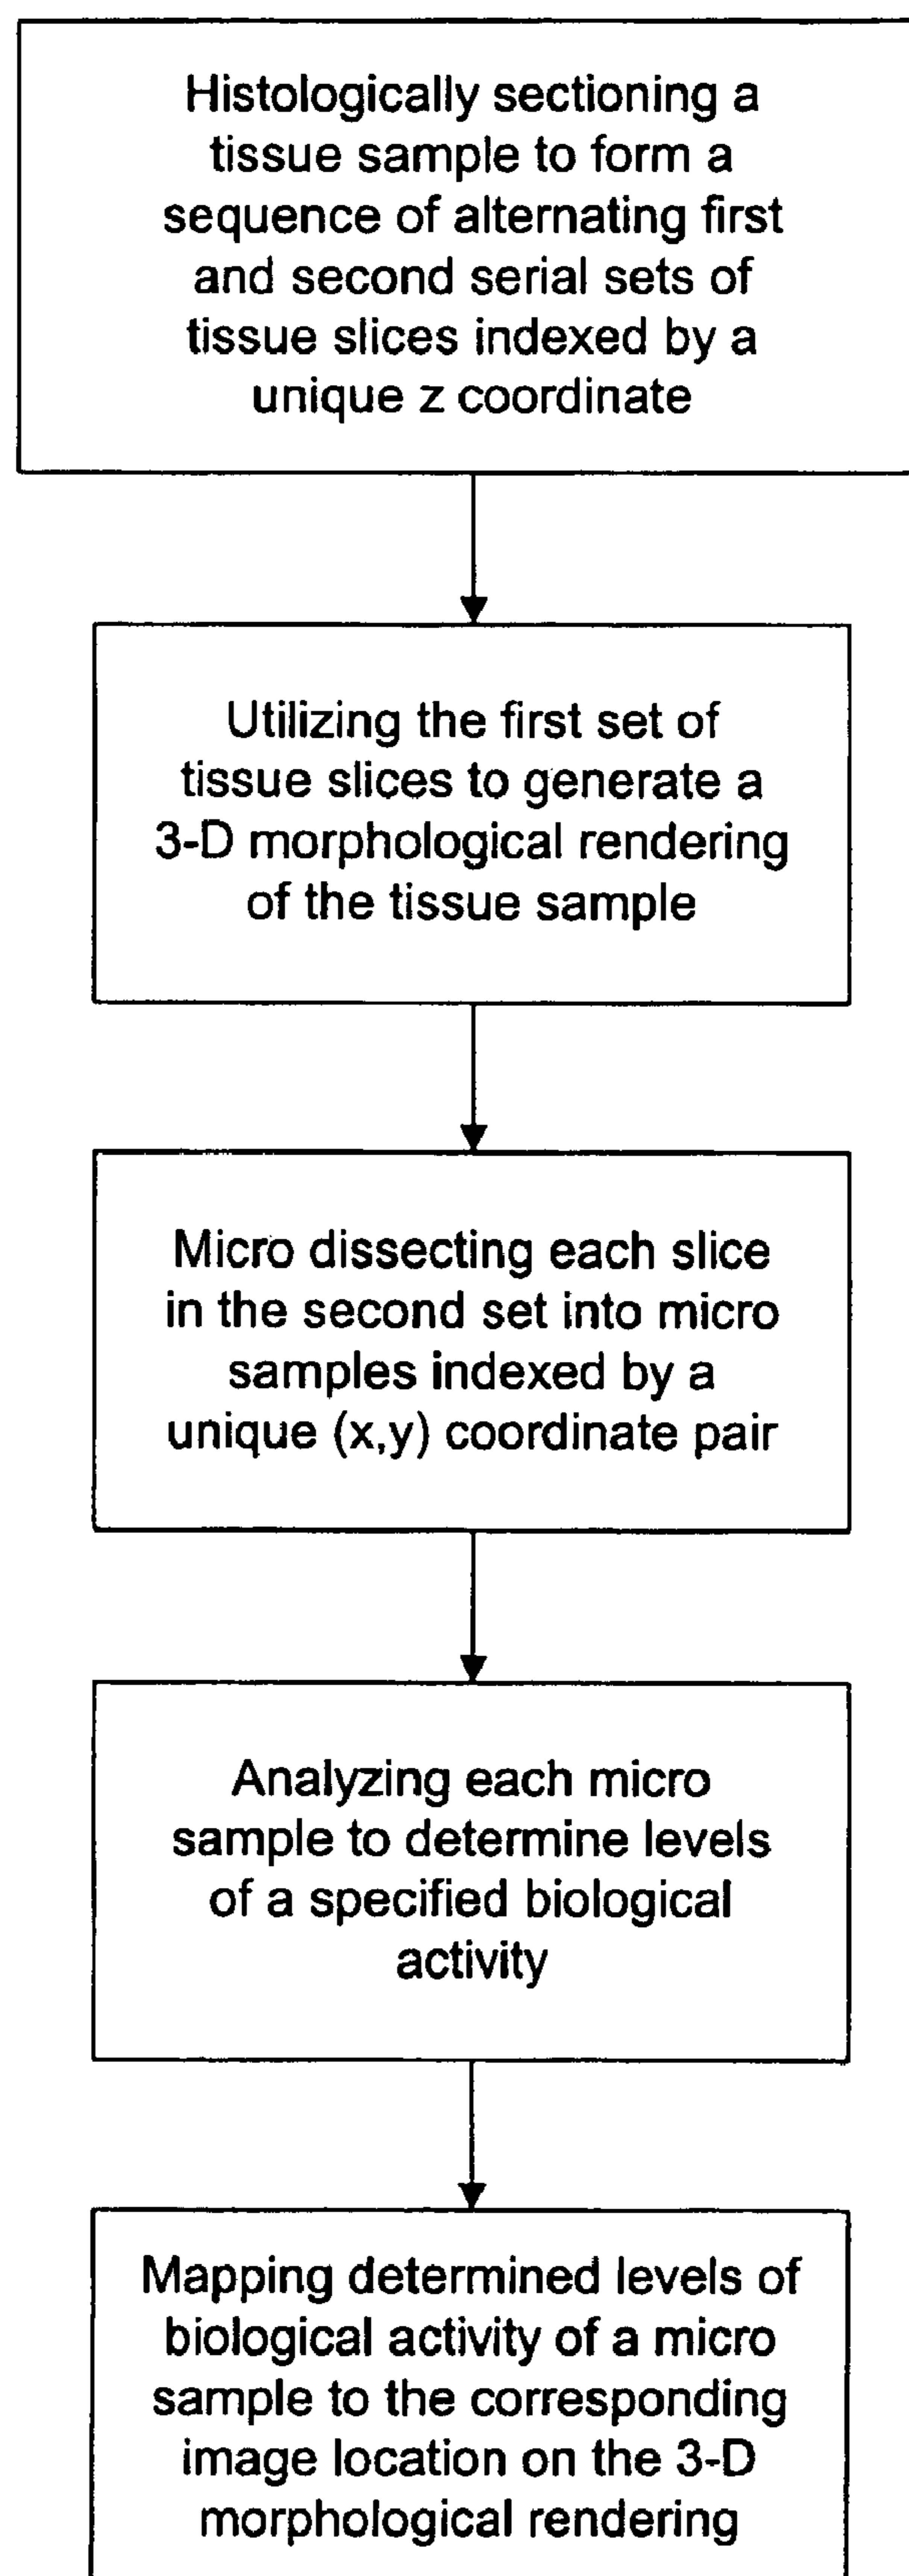 Histologically sectioning a
tissue sample to form a
sequence of alternating first
and second serial sets of
tissue slices indexed by a
unique z coordinate
Utilizing the first set of
tissue slices to generate a
3-D morphological rendering
of the tissue sample
Micro dissecting each slice
in the second set into micro
samples indexed by a
unique (x,y) coordinate pair
Analyzing each micro
sample to determine levels
of a specified biological
activity
Mapping determined levels of
biological activity of a micro
sample to the corresponding
image location on the 3-D
morphological rendering